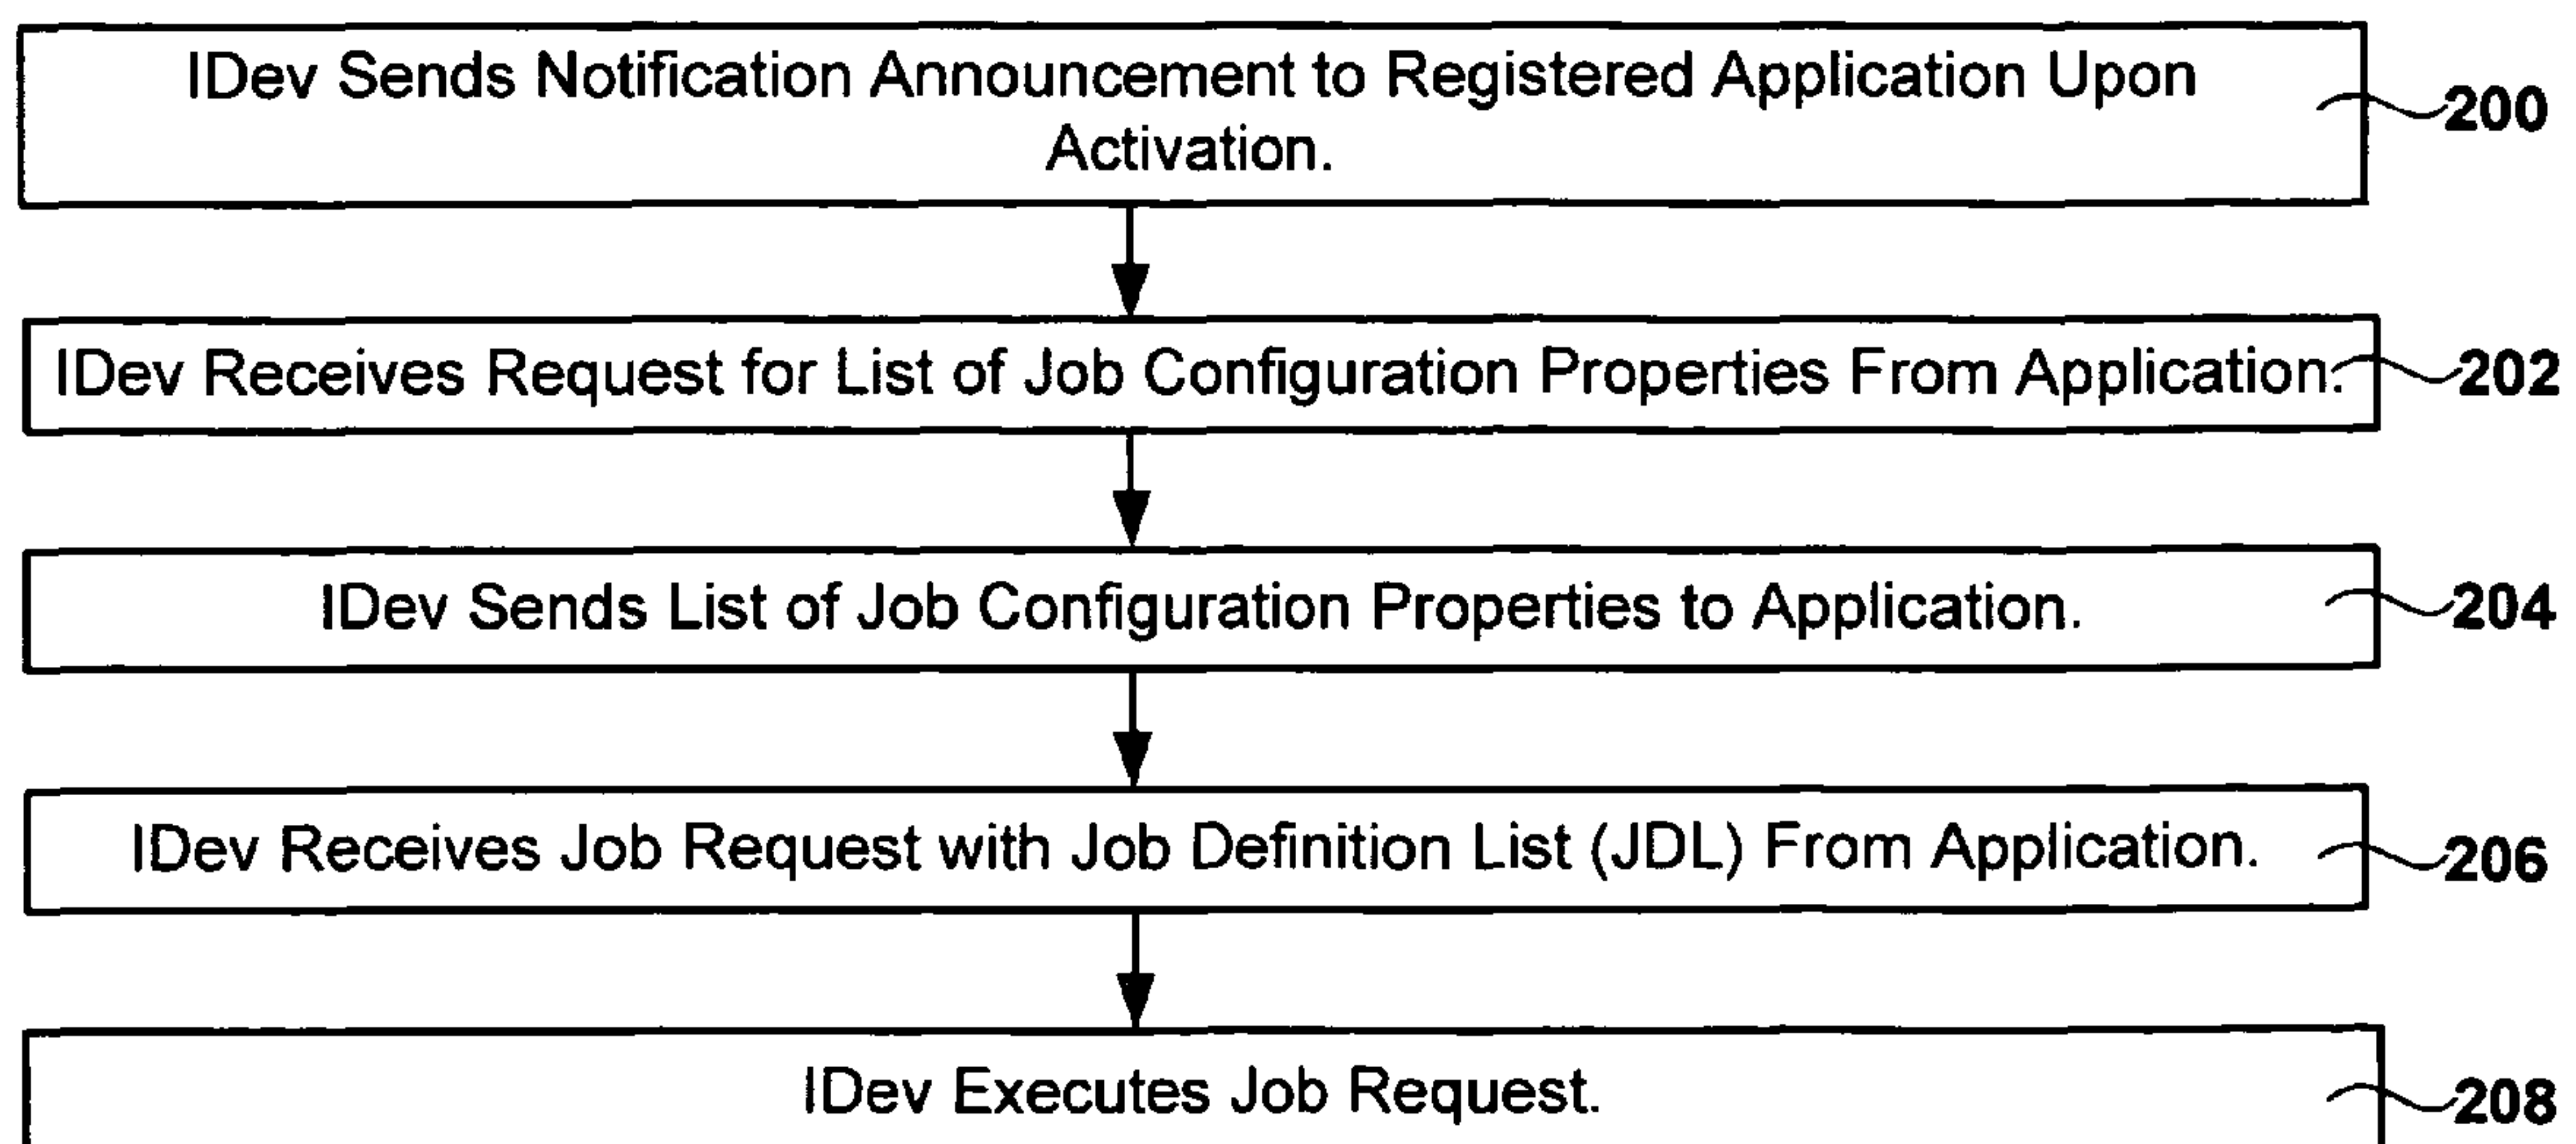 IDev Sends Notification Announcement to Registered Application Upon
Activation.
200
IDev Receives Request for List of Job Configuration Properties From Application.
202
IDev Sends List of Job Configuration Properties to Application.
204
IDev Receives Job Request with Job Definition List (JDL) From Application.
206
IDev Executes Job Request.
208